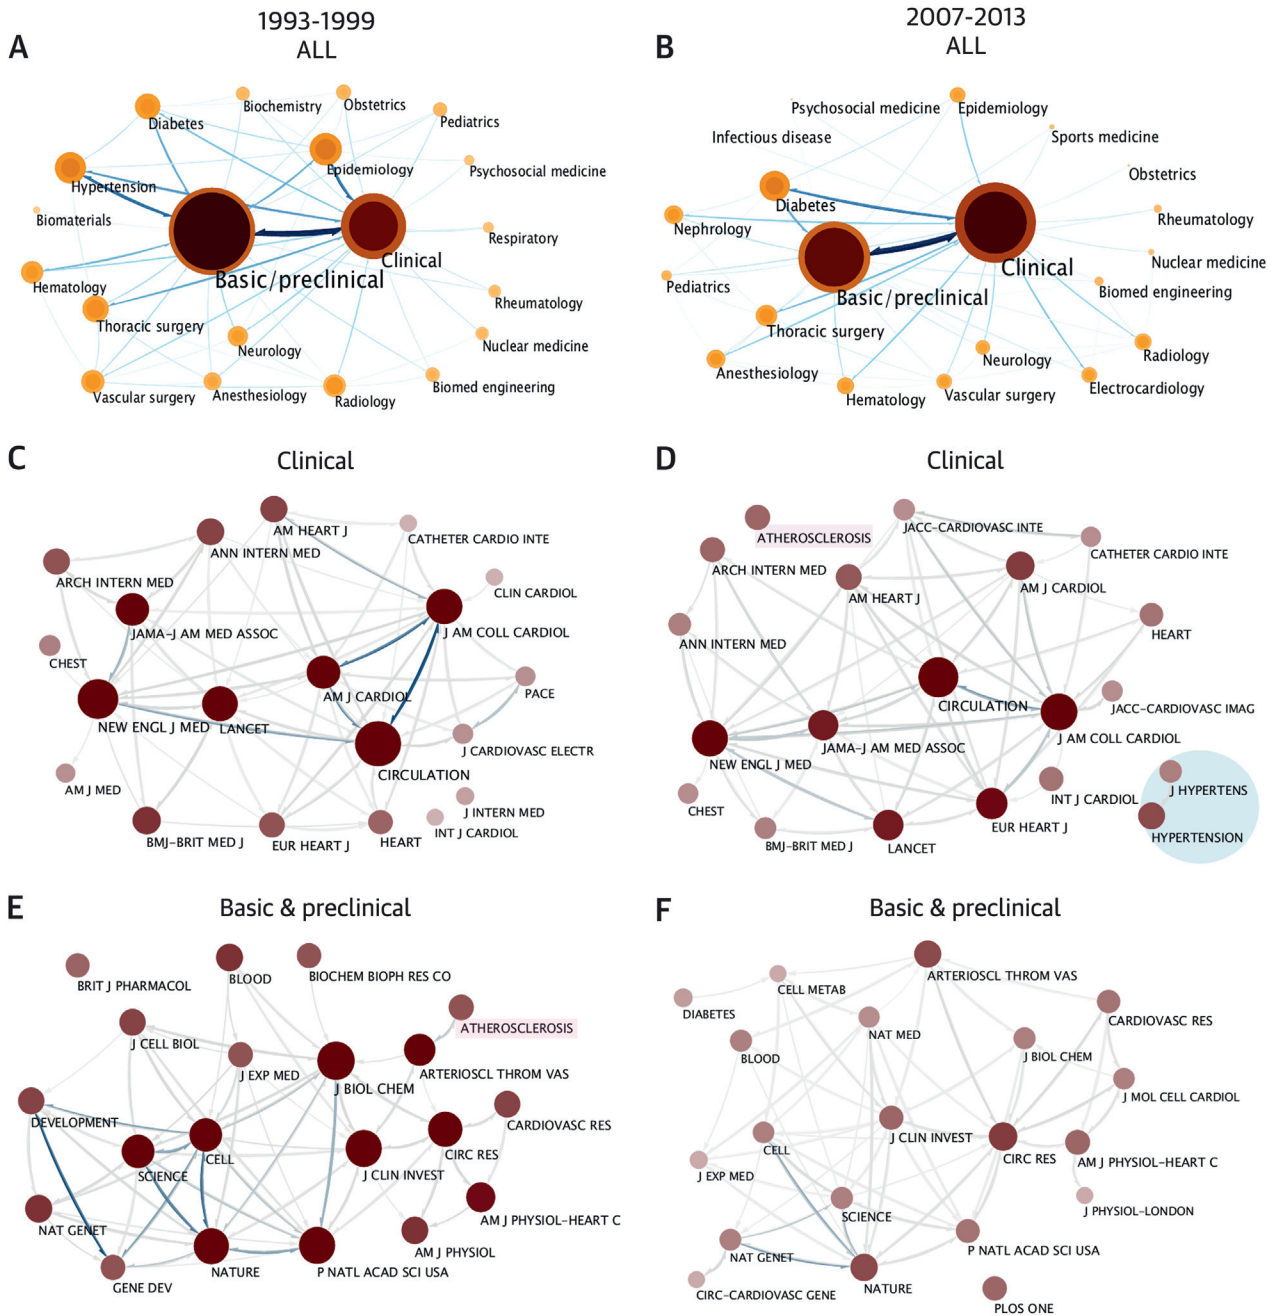 1993-1999
ALL
A
Diabetes
Biochemistry
Obstetrics
Pediatrics
Epidemiology
Psychosocial medicine
Hypertension
Biomaterials
Respiratory
Clinical
Basic/preclinical
Hematology
Rheumatology
Thoracic surgery
Neurology
Nuclear medicine
Vascular surgery
Anesthesiology
Radiology
Biomed engineering
2007-2013
ALL
B
Psychosocial medicine
Epidemiology
Infectious disease
Sports medicine
Obstetrics
Diabetes
Nephrology
Rheumatology
Clinical
Nuclear medicine
Pediatrics
Basic/preclinical
Biomed engineering
Thoracic surgery
Anesthesiology
Neurology
Radiology
Hematology
Vascular surgery
Electrocardiology
C
Clinical
AM HEART J
ANN INTERN MED
CATHETER CARDIO INTE
ARCH INTERN MED
CLIN CARDIOL
JAMA-J AM MED ASSOC
J AM COLL CARDIOL
CHEST
AM J CARDIOL
PACE
NEW ENGL J MED
LANCET
J CARDIOVASC ELECTR
CIRCULATION
AM J MED
J INTERN MED
INT J CARDIOL
BMJ-BRIT MED J
EUR HEART J
HEART
D
Clinical
ATHEROSCLEROSIS
JACC-CARDIOVASC INTE
CATHETER CARDIO INTE
ARCH INTERN MED
AM HEART J
AM J CARDIOL
HEART
ANN INTERN MED
CIRCULATION
JACC-CARDIOVASC IMAG
JAMA-J AM MED ASSOC
J AM COLL CARDIOL
NEW ENGL J MED
J HYPERTENS
INT J CARDIOL
CHEST
EUR HEART J
HYPERTENSION
BMJ-BRIT MED J
LANCET
E
Basic & preclinical
BRIT J PHARMACOL
BLOOD
BIOCHEM BIOPH RES CO
ATHEROSCLEROSIS
J CELL BIOL
J EXP MED
J BIOL CHEM
ARTERIOSCL THROM VAS
DEVELOPMENT
CARDIOVASC RES
CELL
SCIENCE
J CLIN INVEST
CIRC RES
AM J PHYSIOL-HEART C
NAT GENET
AM J PHYSIOL
NATURE
P NATL ACAD SCI USA
GENE DEV
F
Basic & preclinical
ARTERIOSCL THROM VAS
CELL METAB
DIABETES
CARDIOVASC RES
NAT MED
BLOOD
J BIOL CHEM
J MOL CELL CARDIOL
J CLIN INVEST
CELL
CIRC RES
AM J PHYSIOL-HEART C
J EXP MED
J PHYSIOL-LONDON
SCIENCE
P NATL ACAD SCI USA
NAT GENET
NATURE
CIRC-CARDIOVASC GENE
PLOS ONE